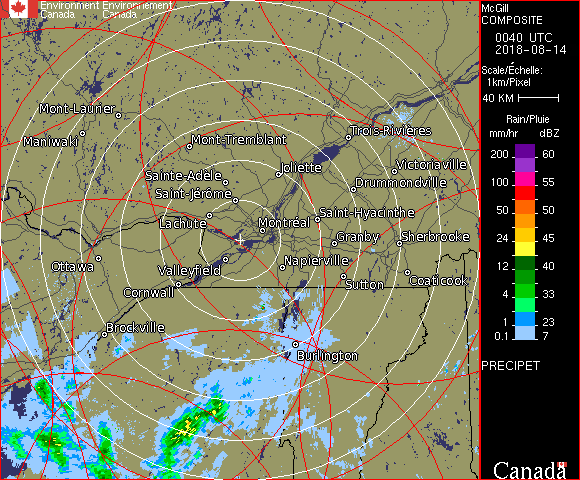 Environment Environnement
Canada Canada
McGill
COMPOSITE
0040 UTC
2018-08-14
Scale/Échelle:
1km/Pixel
40 KM
Rain/Pluie
mm/hr dBZ
200 60
100 55
50 50
24 45
12 40
4 33
1 23
0.1 7
PRECIPET
Canada
Mont-Laurier
Maniwaki
Mont-Tremblant
Trois-Rivières
Joliette
Victoriaville
Sainte-Adèle
Drummondville
Saint-Jérôme
Lachute
Saint-Hyacinthe
Montréal
Granby
Sherbrooke
Ottawa
Valleyfield
Napierville
Cornwall
Sutton
Coaticook
Brockville
Burlington